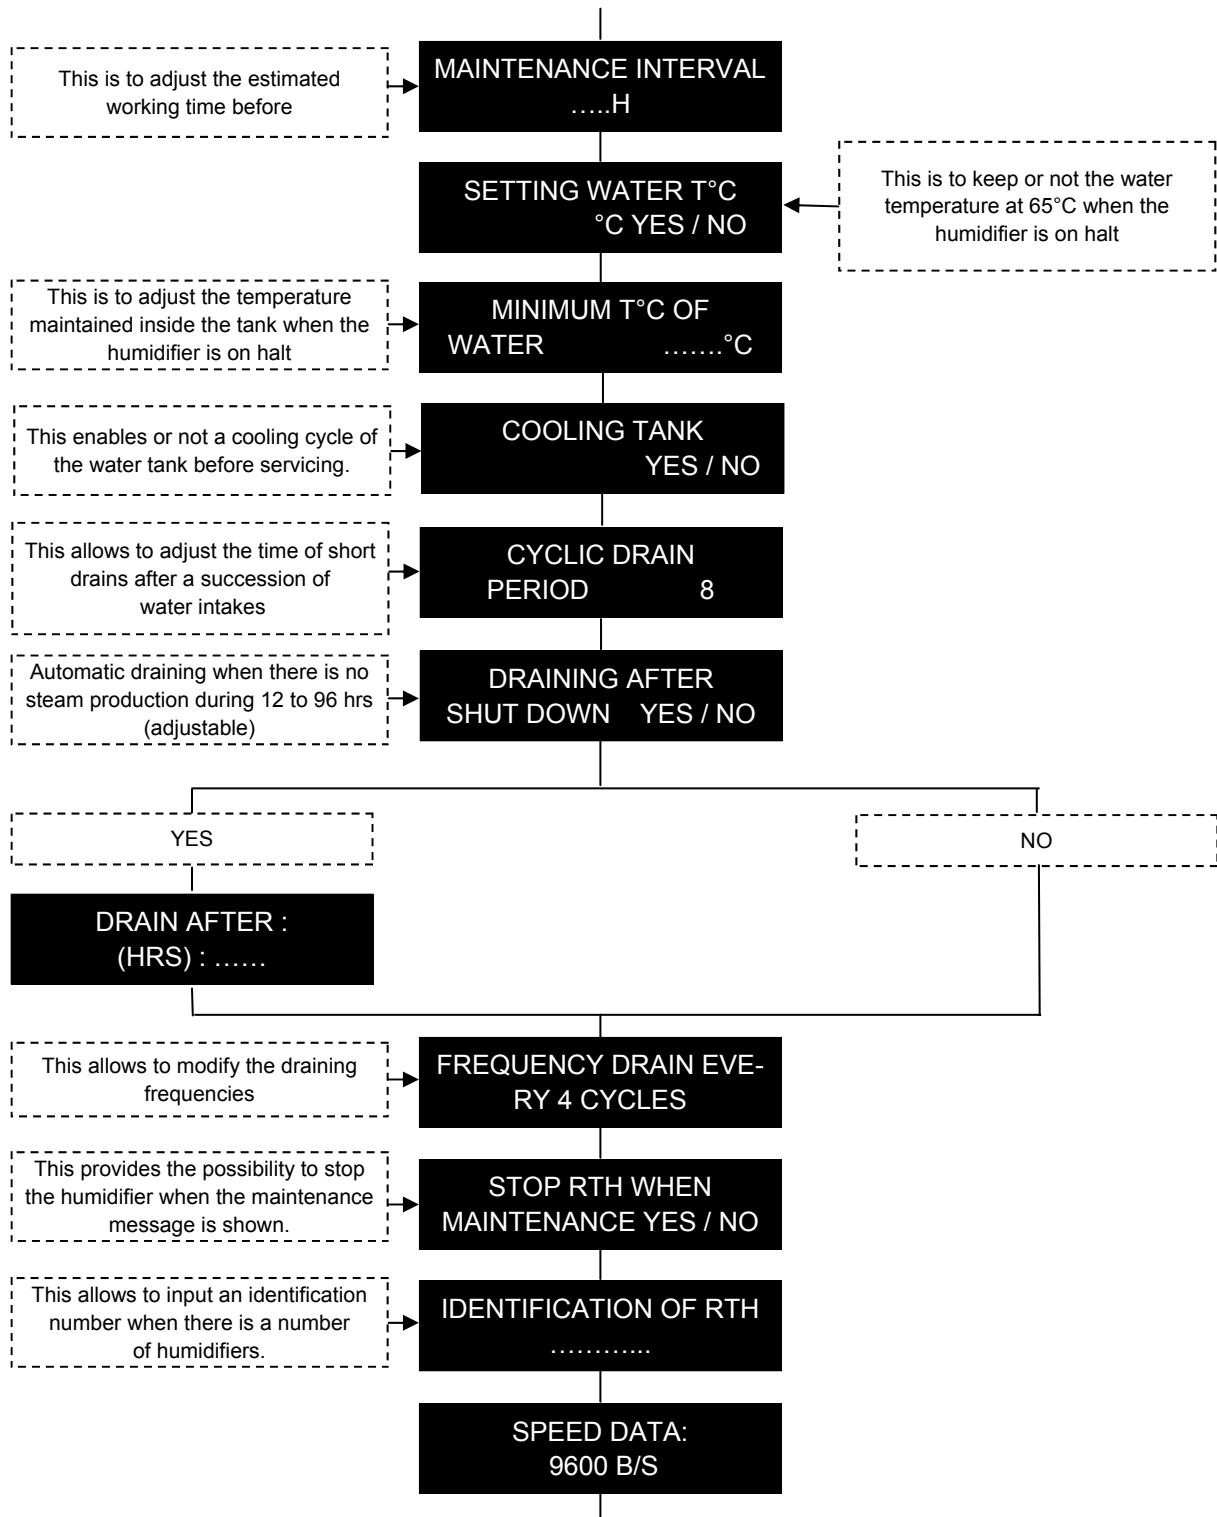 This is to adjust the estimated
working time before
MAINTENANCE INTERVAL
…..H
SETTING WATER T°C
°C YES / NO
This is to keep or not the water
temperature at 65°C when the
humidifier is on halt
This is to adjust the temperature
maintained inside the tank when the
humidifier is on halt
MINIMUM T°C OF
WATER …….°C
This enables or not a cooling cycle of
the water tank before servicing.
COOLING TANK
YES / NO
This allows to adjust the time of short
drains after a succession of
water intakes
CYCLIC DRAIN
PERIOD 8
Automatic draining when there is no
steam production during 12 to 96 hrs
(adjustable)
DRAINING AFTER
SHUT DOWN YES / NO
YES
NO
DRAIN AFTER :
(HRS) : ……
This allows to modify the draining
frequencies
FREQUENCY DRAIN EVE-
RY 4 CYCLES
This provides the possibility to stop
the humidifier when the maintenance
message is shown.
STOP RTH WHEN
MAINTENANCE YES / NO
This allows to input an identification
number when there is a number
of humidifiers.
IDENTIFICATION OF RTH
………...
SPEED DATA:
9600 B/S